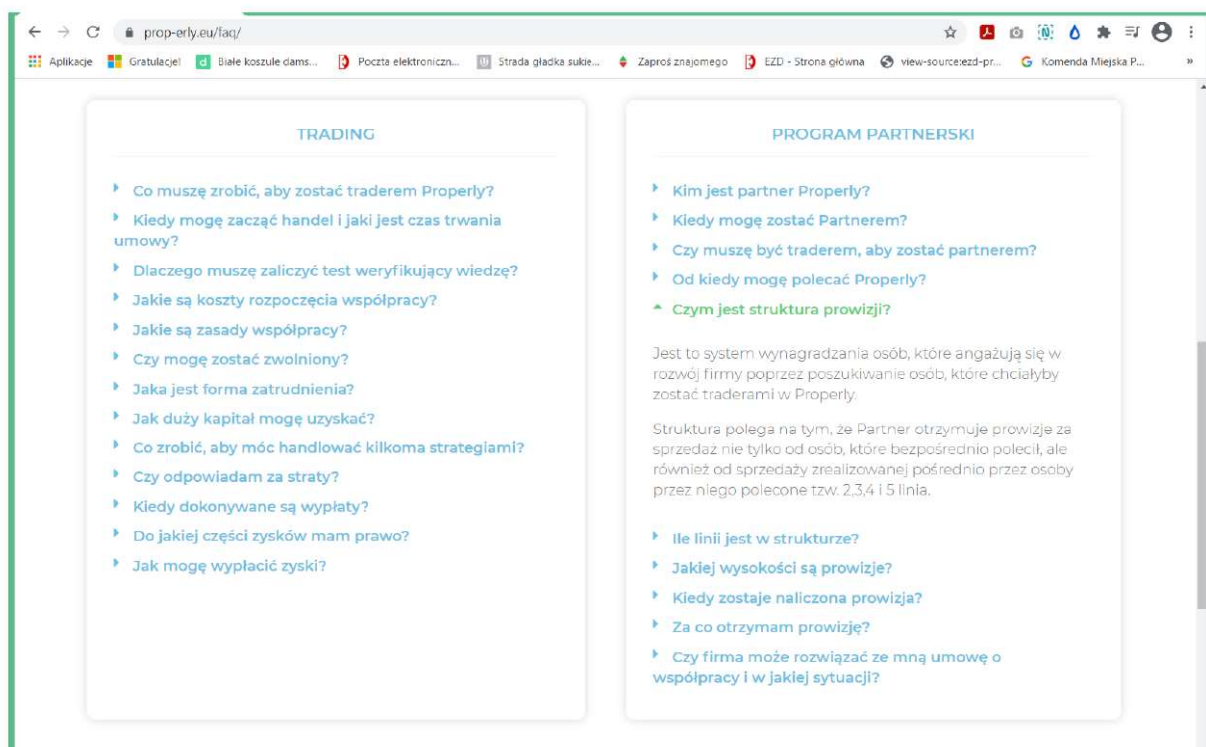 prop-erly.eu/faq/
Aplikacje Gratulacje! Białe koszule dams... Poczta elektroniczn... Strada gładka sukie... Zaproś znajomego EZD - Strona główna view-source:ezd-pr... Komenda Miejska P... »
TRADING
Co muszę zrobić, aby zostać traderem Properly?
Kiedy mogę zacząć handel i jaki jest czas trwania
umowy?
Dlaczego muszę zaliczyć test weryfikujący wiedzę?
Jakie są koszty rozpoczęcia współpracy?
Jakie są zasady współpracy?
Czy mogę zostać zwolniony?
Jaka jest forma zatrudnienia?
Jak duży kapitał mogę uzyskać?
Co zrobić, aby móc handlować kilkoma strategiami?
Czy odpowiadam za straty?
Kiedy dokonywane są wypłaty?
Do jakiej części zysków mam prawo?
Jak mogę wypłacić zyski?
PROGRAM PARTNERSKI
Kim jest partner Properly?
Kiedy mogę zostać Partnerem?
Czy muszę być traderem, aby zostać partnerem?
Od kiedy mogę polecać Properly?
Czym jest struktura prowizji?
Jest to system wynagradzania osób, które angażują się w
rozwój firmy poprzez poszukiwanie osób, które chciałyby
zostać traderami w Properly.
Struktura polega na tym, że Partner otrzymuje prowizje za
sprzedaż nie tylko od osób, które bezpośrednio polecił, ale
również od sprzedaży zrealizowanej pośrednio przez osoby
przez niego polecone tzw. 2,3,4 i 5 linia.
Ile linii jest w strukturze?
Jakiej wysokości są prowizje?
Kiedy zostaje naliczona prowizja?
Za co otrzymam prowizję?
Czy firma może rozwiązać ze mną umowę o
współpracy i w jakiej sytuacji?